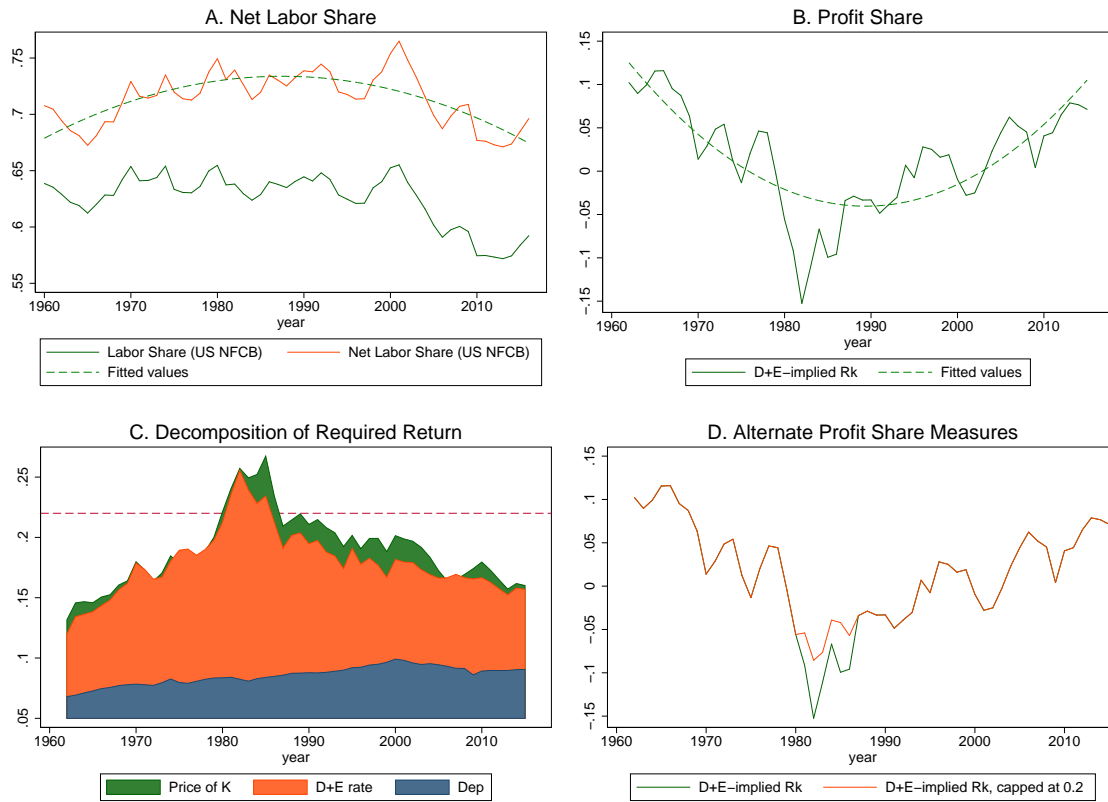 A. Net Labor Share
.75
.7
.65
.6
.55
1960 1970 1980 1990 2000 2010
year
Labor Share (US NFCB) Net Labor Share (US NFCB)
Fitted values
B. Profit Share
.15
.1
.05
0
−.05
−.1
−.15
1960 1970 1980 1990 2000 2010
year
D+E−implied Rk Fitted values
C. Decomposition of Required Return
.25
.2
.15
.1
.05
1960 1970 1980 1990 2000 2010
year
Price of K D+E rate Dep
D. Alternate Profit Share Measures
.15
.1
.05
0
−.05
−.1
−.15
1960 1970 1980 1990 2000 2010
year
D+E−implied Rk D+E−implied Rk, capped at 0.2